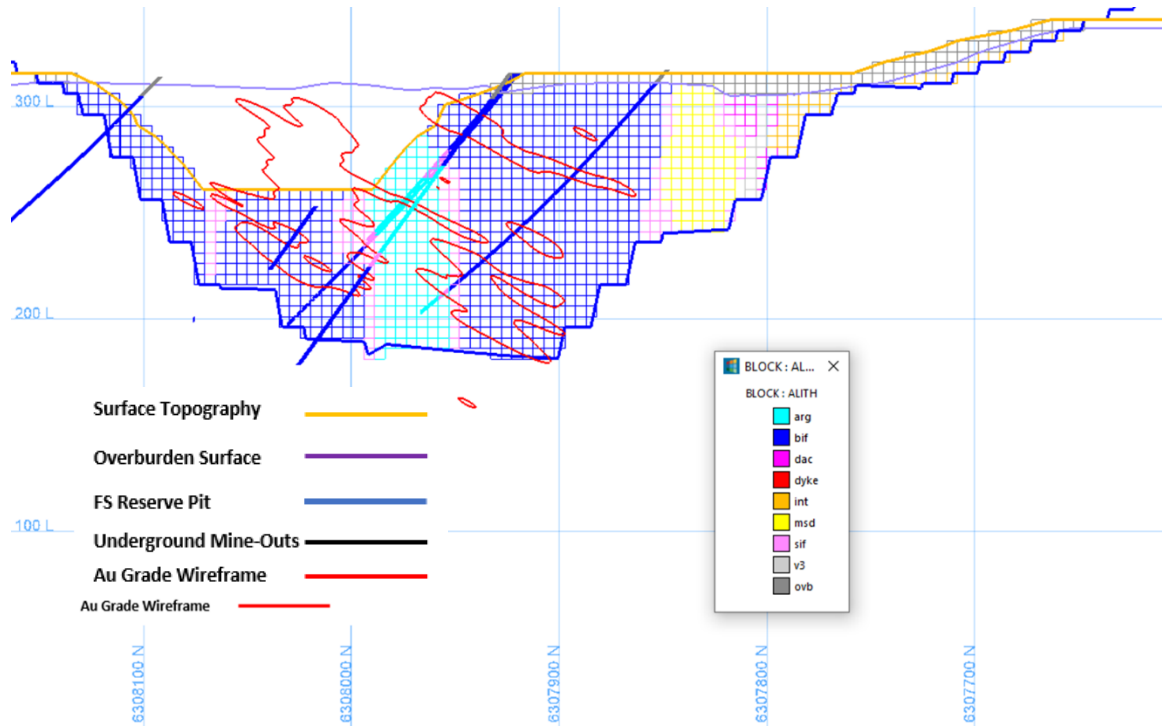 300 L
200 L
100 L
Surface Topography
Overburden Surface
FS Reserve Pit
Underground Mine-Outs
Au Grade Wireframe
Au Grade Wireframe
BLOCK : AL...
BLOCK : ALITH
arg
bif
dac
dyke
int
msd
sif
v3
ovb
6308100 N
6308000 N
6307900 N
6307800 N
6307700 N